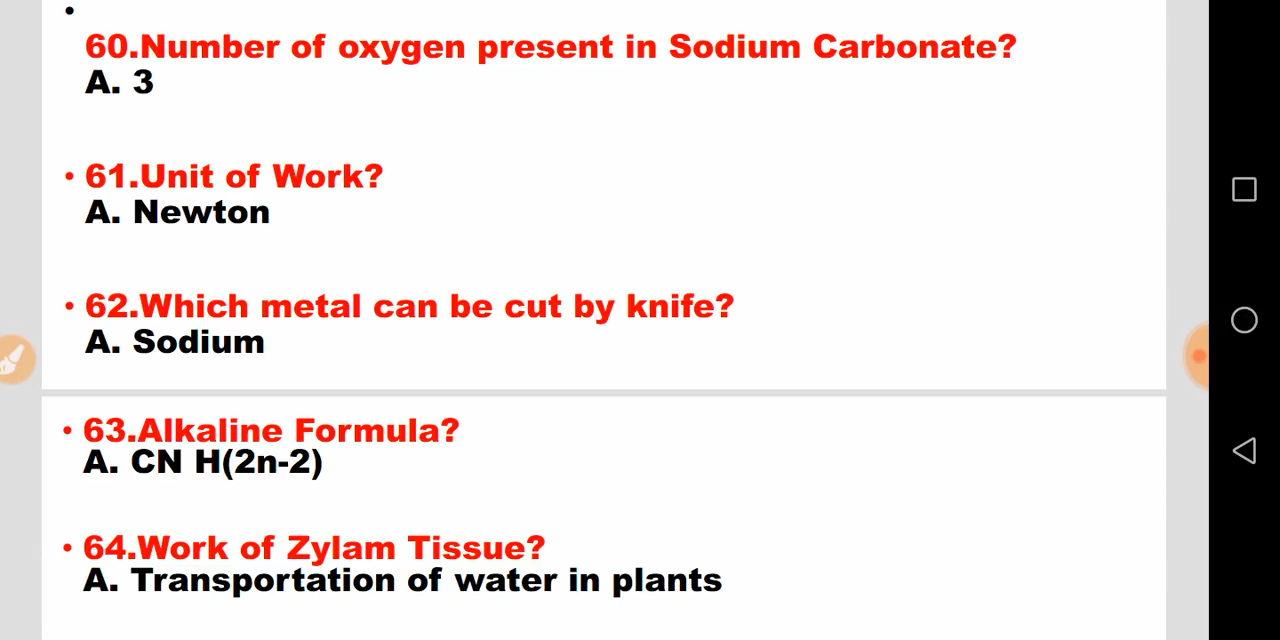 60.Number of oxygen present in Sodium Carbonate?
A. 3
• 61.Unit of Work?
A. Newton
• 62.Which metal can be cut by knife?
A. Sodium
• 63.Alkaline Formula?
A. CN H(2n-2)
• 64.Work of Zylam Tissue?
A. Transportation of water in plants